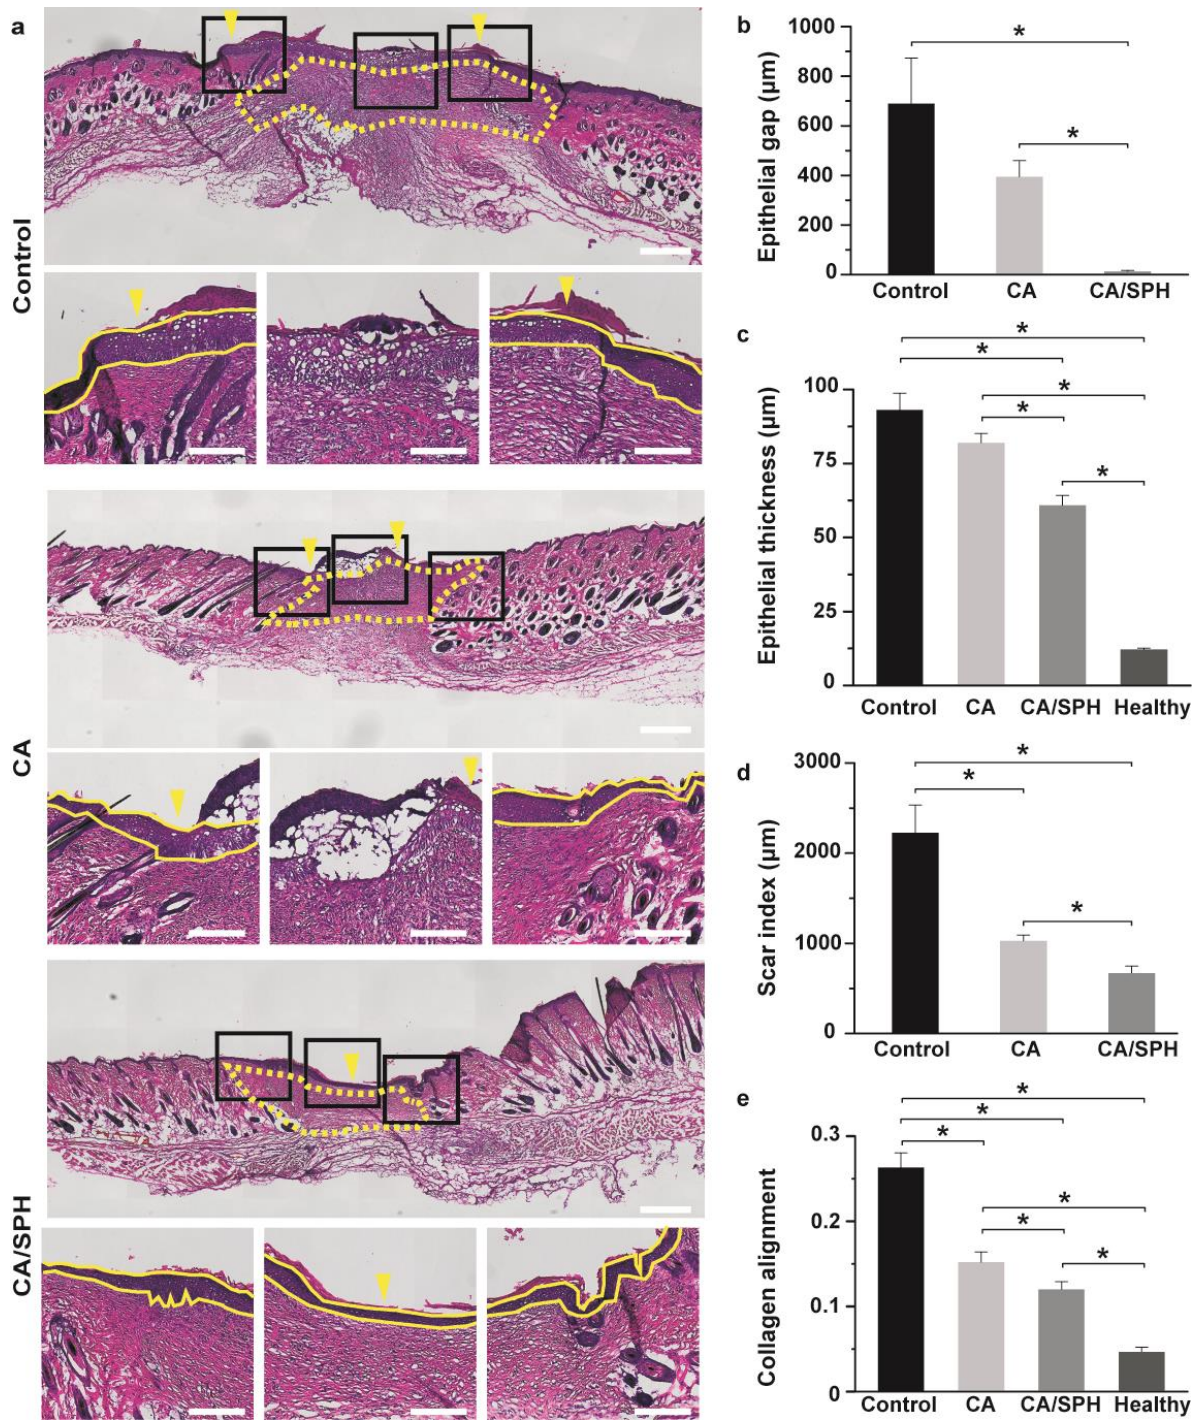 a
Control
CA
CA/SPH
b
Epithelial gap (µm)
1000
800
600
400
200
0
*
*
Control CA CA/SPH
c
Epithelial thickness (µm)
100
75
50
25
0
*
*
*
*
*
Control CA CA/SPH Healthy
d
Scar index (µm)
3000
2000
1000
0
*
*
*
Control CA CA/SPH
e
Collagen alignment
0.3
0.2
0.1
0
*
*
*
*
*
*
Control CA CA/SPH Healthy